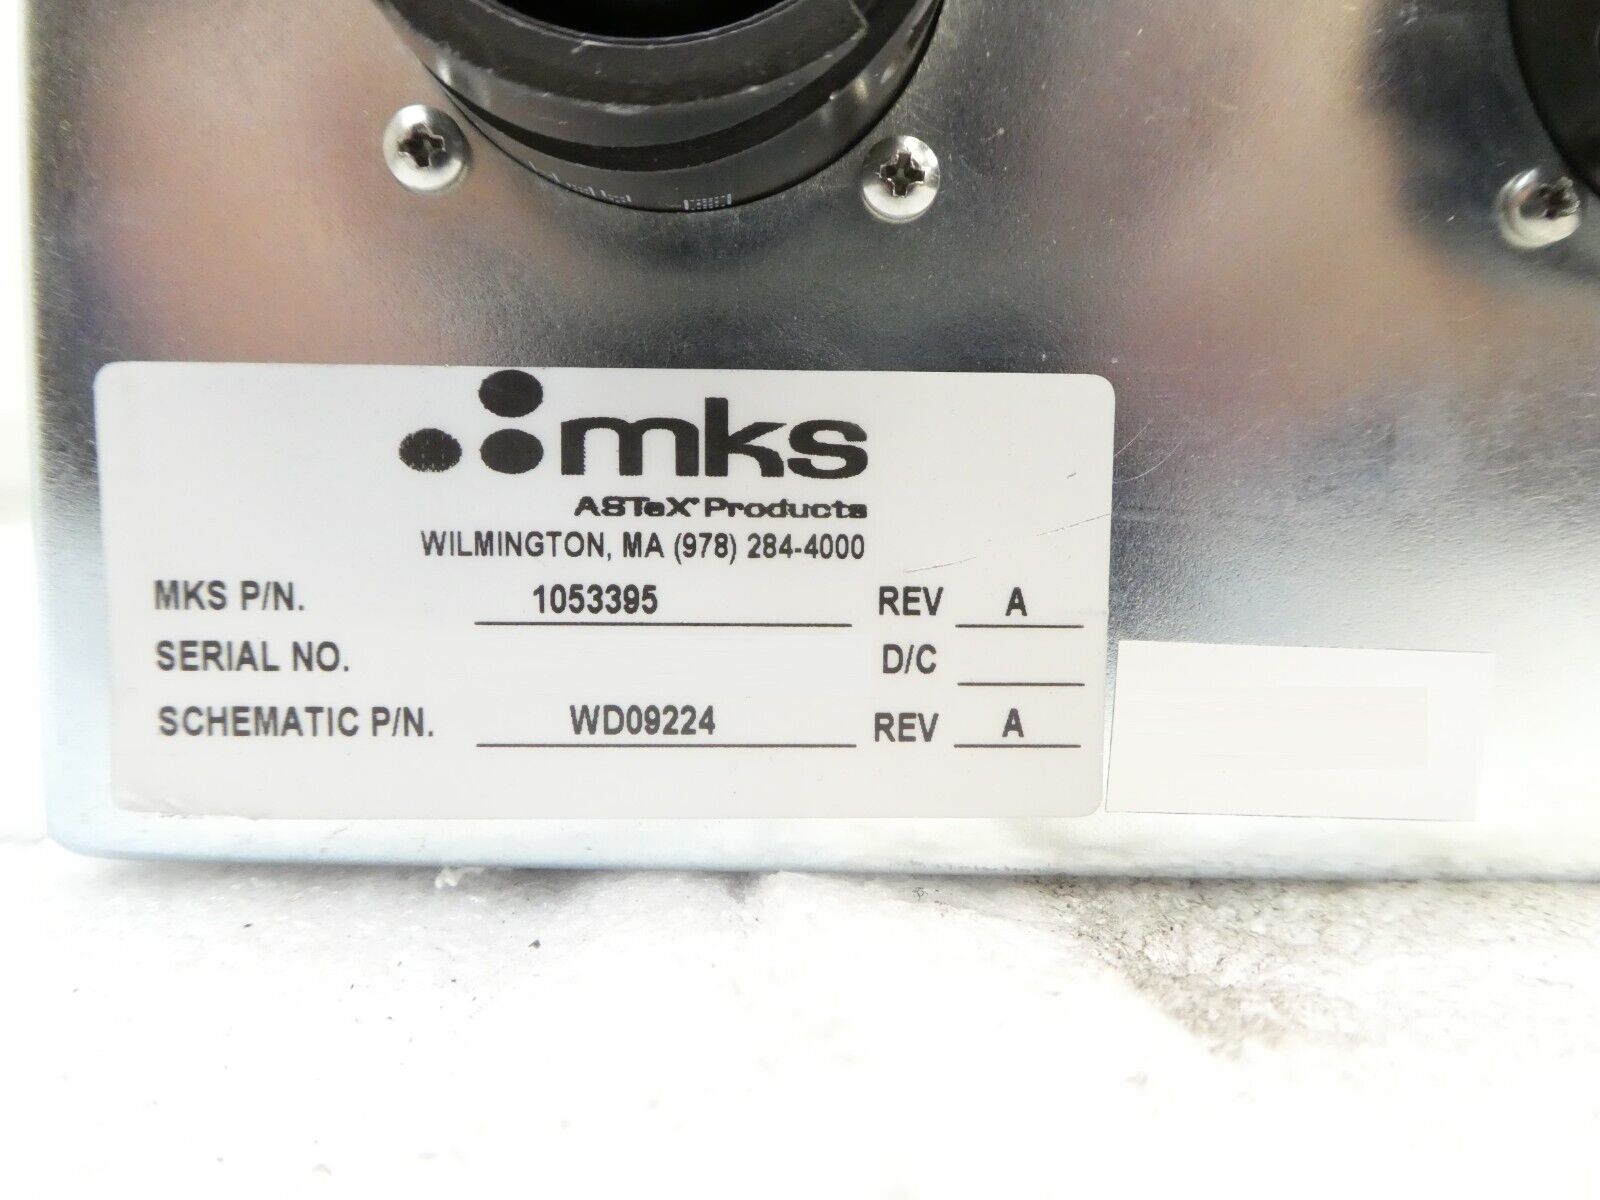 mks
ASTeX® Products
WILMINGTON, MA (978) 284-4000
MKS P/N. 1053395 REV A
SERIAL NO. D/C
SCHEMATIC P/N. WD09224 REV A